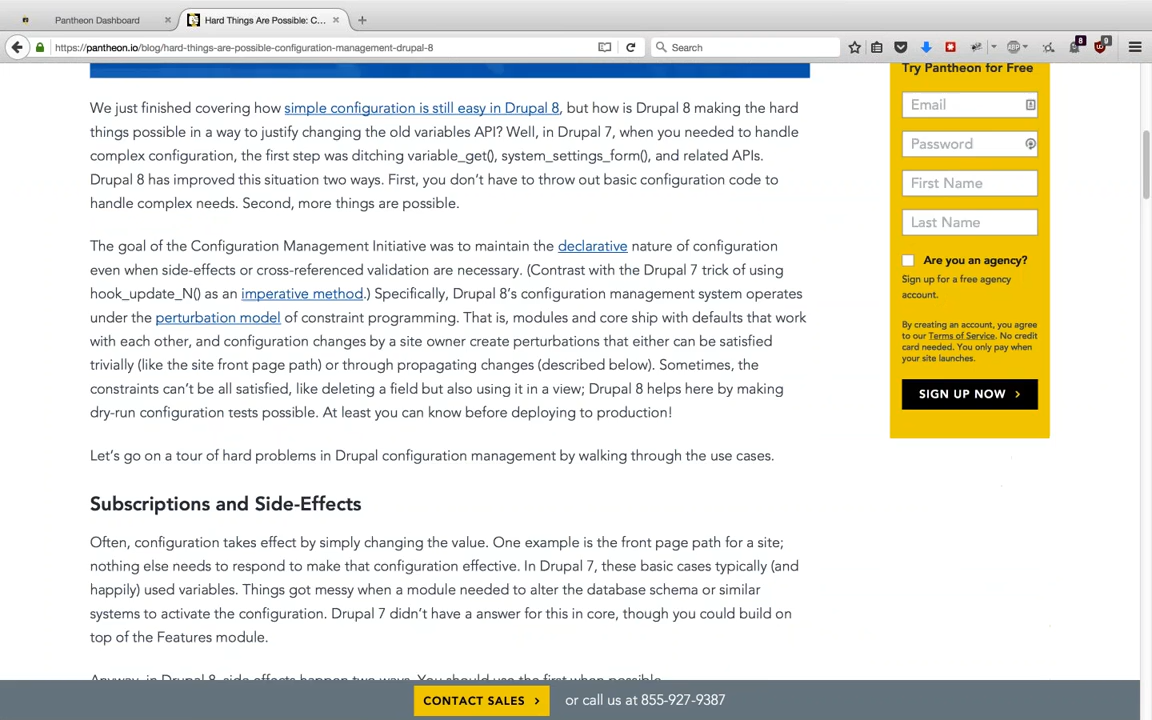 Pantheon Dashboard
Hard Things Are Possible: C...
https://pantheon.io/blog/hard-things-are-possible-configuration-management-drupal-8
Search
ABP
8
9
We just finished covering how simple configuration is still easy in Drupal 8, but how is Drupal 8 making the hard
things possible in a way to justify changing the old variables API? Well, in Drupal 7, when you needed to handle
complex configuration, the first step was ditching variable_get(), system_settings_form(), and related APIs.
Drupal 8 has improved this situation two ways. First, you don’t have to throw out basic configuration code to
handle complex needs. Second, more things are possible.
The goal of the Configuration Management Initiative was to maintain the declarative nature of configuration
even when side-effects or cross-referenced validation are necessary. (Contrast with the Drupal 7 trick of using
hook_update_N() as an imperative method.) Specifically, Drupal 8’s configuration management system operates
under the perturbation model of constraint programming. That is, modules and core ship with defaults that work
with each other, and configuration changes by a site owner create perturbations that either can be satisfied
trivially (like the site front page path) or through propagating changes (described below). Sometimes, the
constraints can’t be all satisfied, like deleting a field but also using it in a view; Drupal 8 helps here by making
dry-run configuration tests possible. At least you can know before deploying to production!
Let’s go on a tour of hard problems in Drupal configuration management by walking through the use cases.
Subscriptions and Side-Effects
Often, configuration takes effect by simply changing the value. One example is the front page path for a site;
nothing else needs to respond to make that configuration effective. In Drupal 7, these basic cases typically (and
happily) used variables. Things got messy when a module needed to alter the database schema or similar
systems to activate the configuration. Drupal 7 didn’t have a answer for this in core, though you could build on
top of the Features module.
Anyway, in Drupal 8, side effects happen two ways. You should use the first when possible.
Try Pantheon for Free
Email
Password
First Name
Last Name
Are you an agency?
Sign up for a free agency
account.
By creating an account, you agree
to our Terms of Service. No credit
card needed. You only pay when
your site launches.
SIGN UP NOW
CONTACT SALES
or call us at 855-927-9387